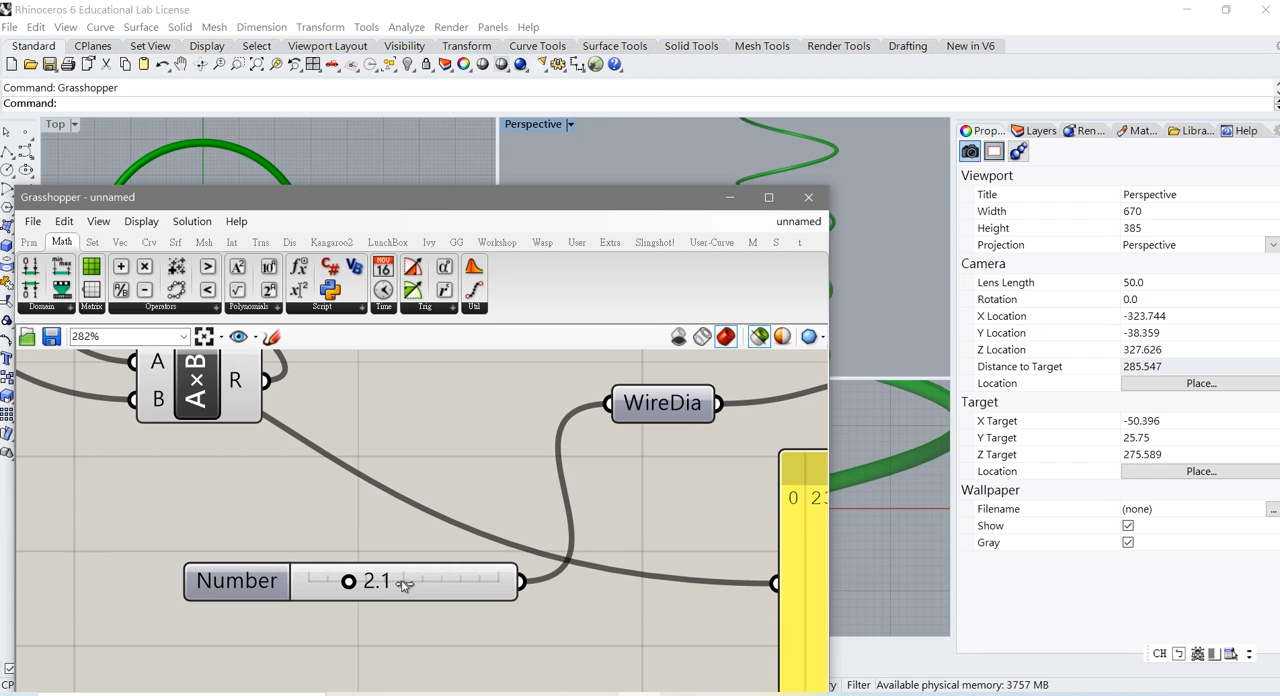 Rhinoceros 6 Educational Lab License
File Edit View Curve Surface Solid Mesh Dimension Transform Tools Analyze Render Panels Help
Standard CPlanes Set View Display Select Viewport Layout Visibility Transform Curve Tools Surface Tools Solid Tools Mesh Tools Render Tools Drafting New in V6
Command: Grasshopper
Command:
Top
Perspective
Prop... Layers Ren... Mat... Libra... Help
Viewport
Title Perspective
Width 670
Height 385
Projection Perspective
Camera
Lens Length 50.0
Rotation 0.0
X Location -323.744
Y Location -38.359
Z Location 327.626
Distance to Target 285.547
Location Place...
Target
X Target -50.396
Y Target 25.75
Z Target 275.589
Location Place...
Wallpaper
Filename (none) ...
Show
Gray
Grasshopper - unnamed
File Edit View Display Solution Help unnamed
Prm Math Set Vec Crv Srf Msh Int Trns Dis Kangaroo2 LunchBox Ivy GG Workshop Wasp User Extra Slingshot! User-Curve M S t
Domain Matrix Operators Polynomials Script Time Trig Util
282%
A
B
A×B
R
WireDia
0 23
Number 2.1
CH
CP
Filter Available physical memory: 3757 MB